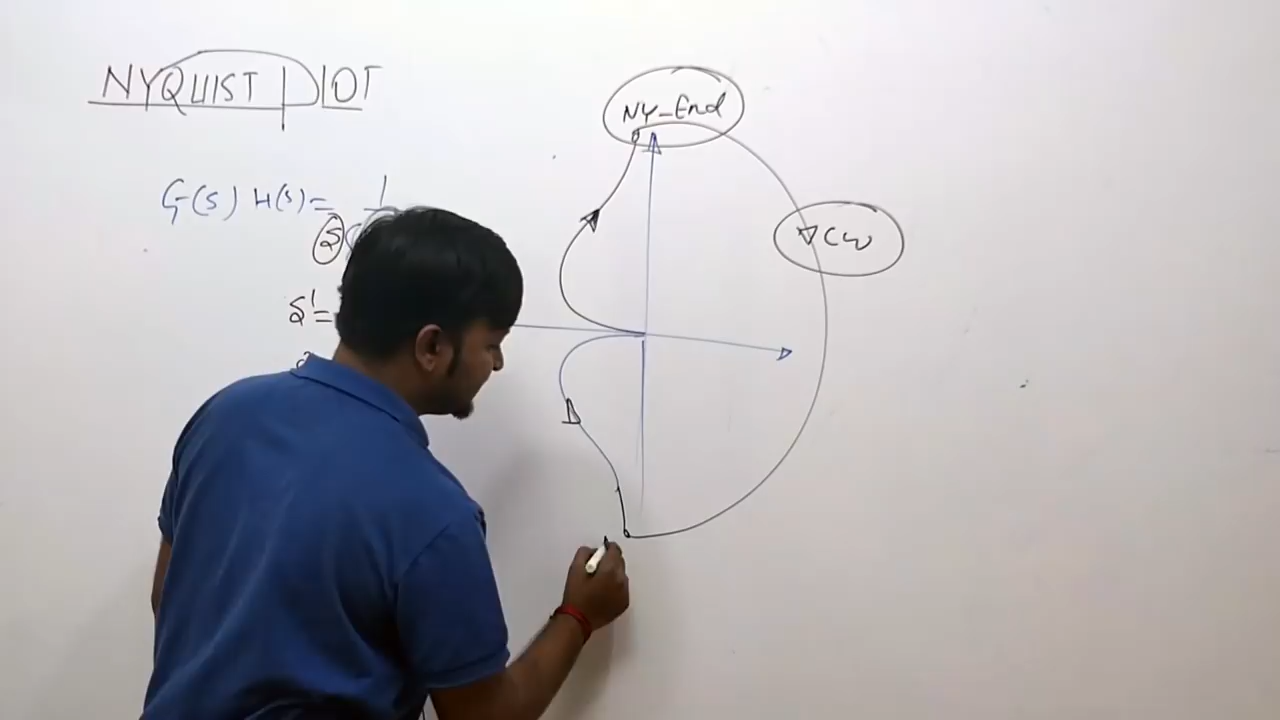 NYQUIST PLOT
NY-End
G(s) H(s) = 1
S(
CW
S' =